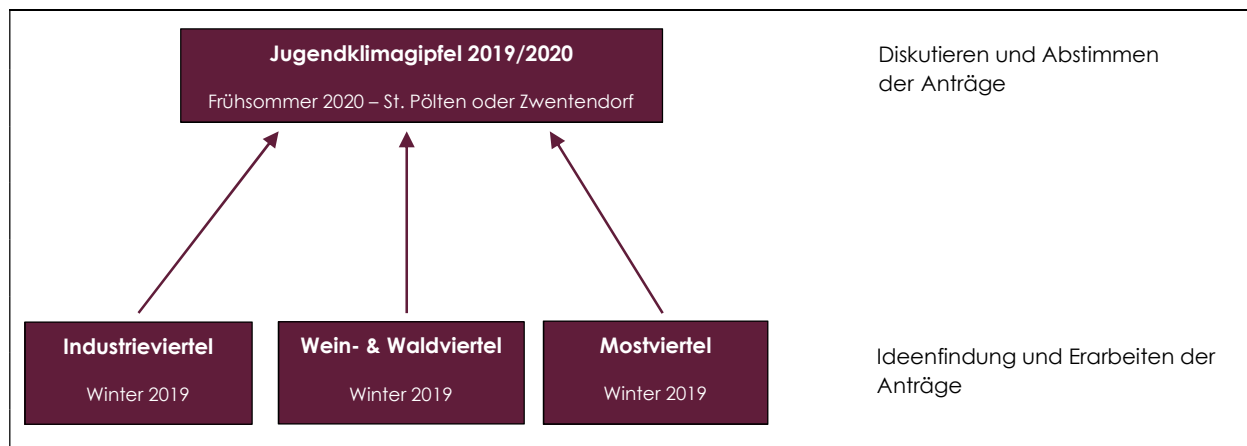 Jugendklimagipfel 2019/2020
Frühsommer 2020 – St. Pölten oder Zwentendorf
Diskutieren und Abstimmen
der Anträge
Industrieviertel
Winter 2019
Wein- & Waldviertel
Winter 2019
Mostviertel
Winter 2019
Ideenfindung und Erarbeiten der
Anträge